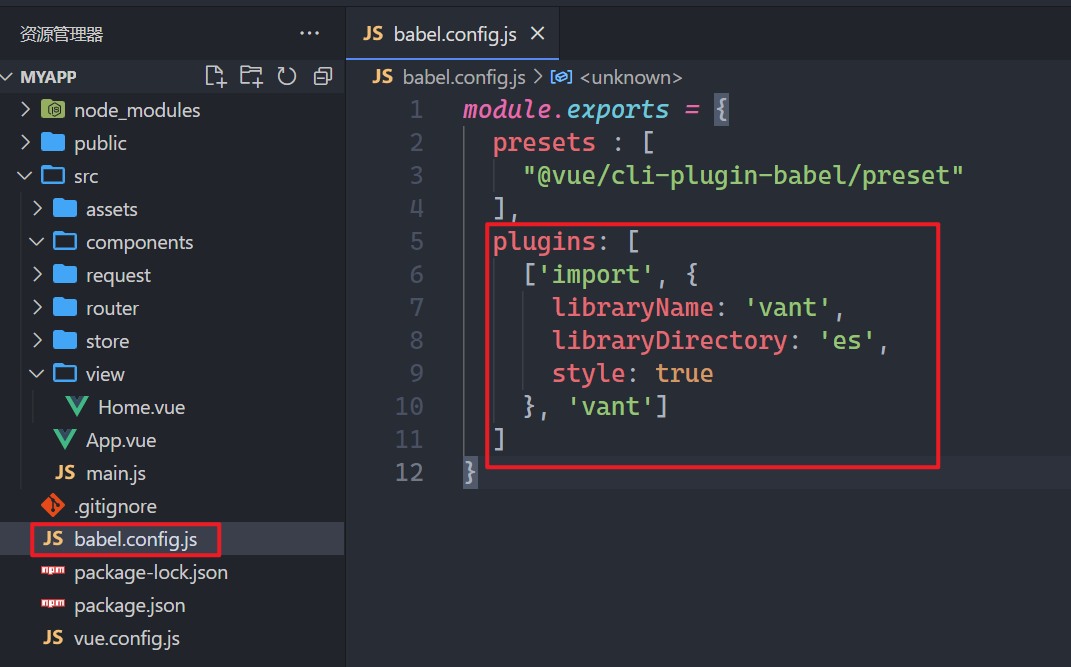 资源管理器 ···
MYAPP
node_modules
public
src
assets
components
request
router
store
view
Home.vue
App.vue
JS main.js
.gitignore
JS babel.config.js
npm package-lock.json
npm package.json
JS vue.config.js
JS babel.config.js ×
JS babel.config.js > <unknown>
1 module.exports = {
2 presets : [
3 "@vue/cli-plugin-babel/preset"
4 ],
5 plugins: [
6 ['import', {
7 libraryName: 'vant',
8 libraryDirectory: 'es',
9 style: true
10 }, 'vant']
11 ]
12 }